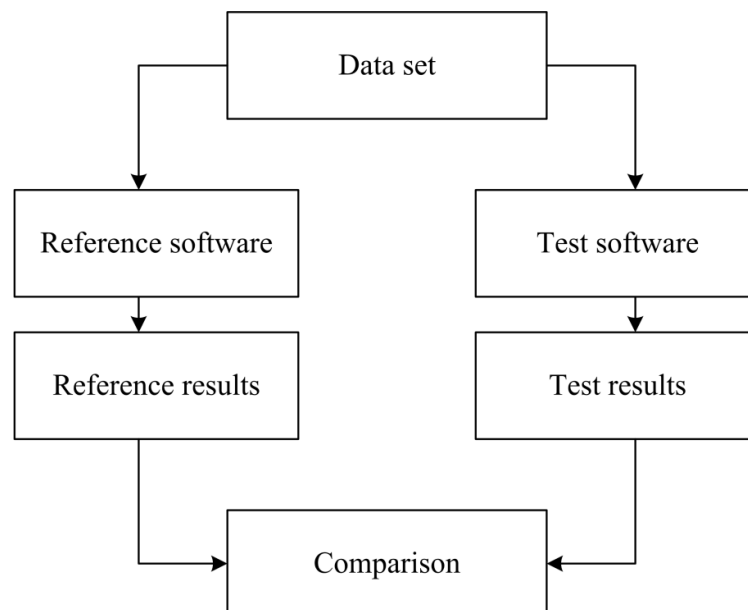 Data set
Reference software
Test software
Reference results
Test results
Comparison